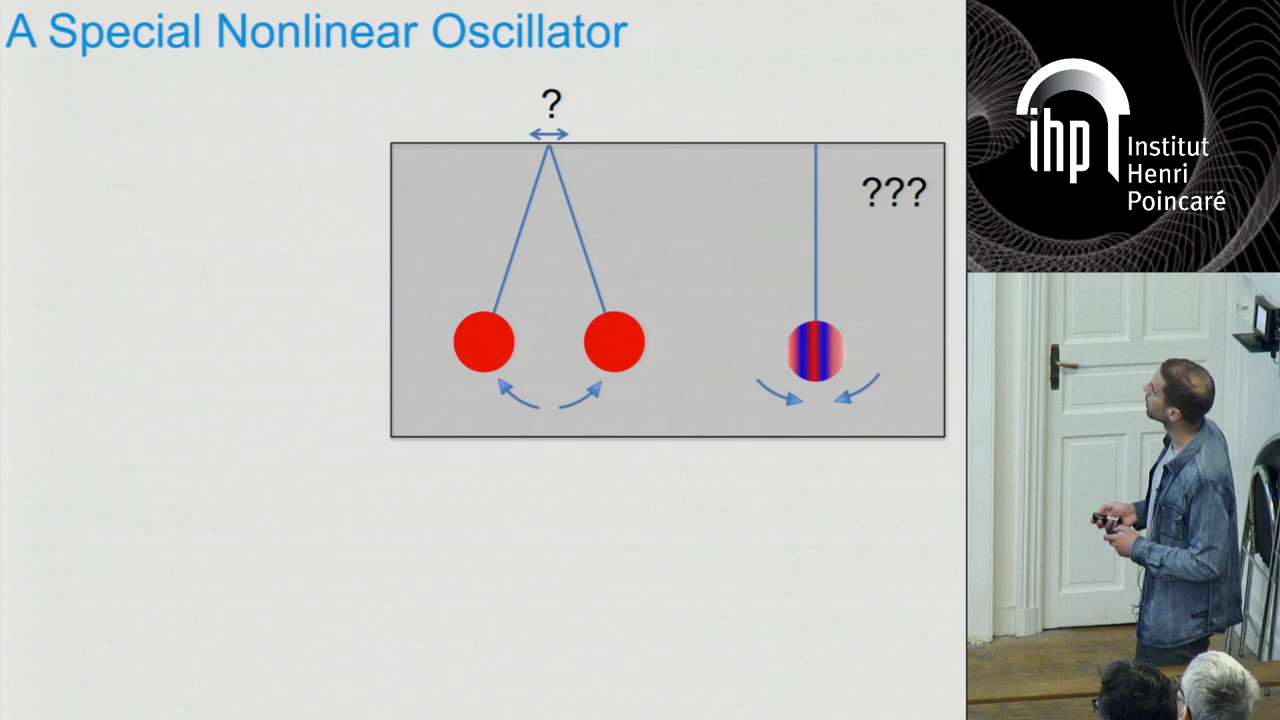 A Special Nonlinear Oscillator
?
???
ihp
Institut
Henri
Poincaré